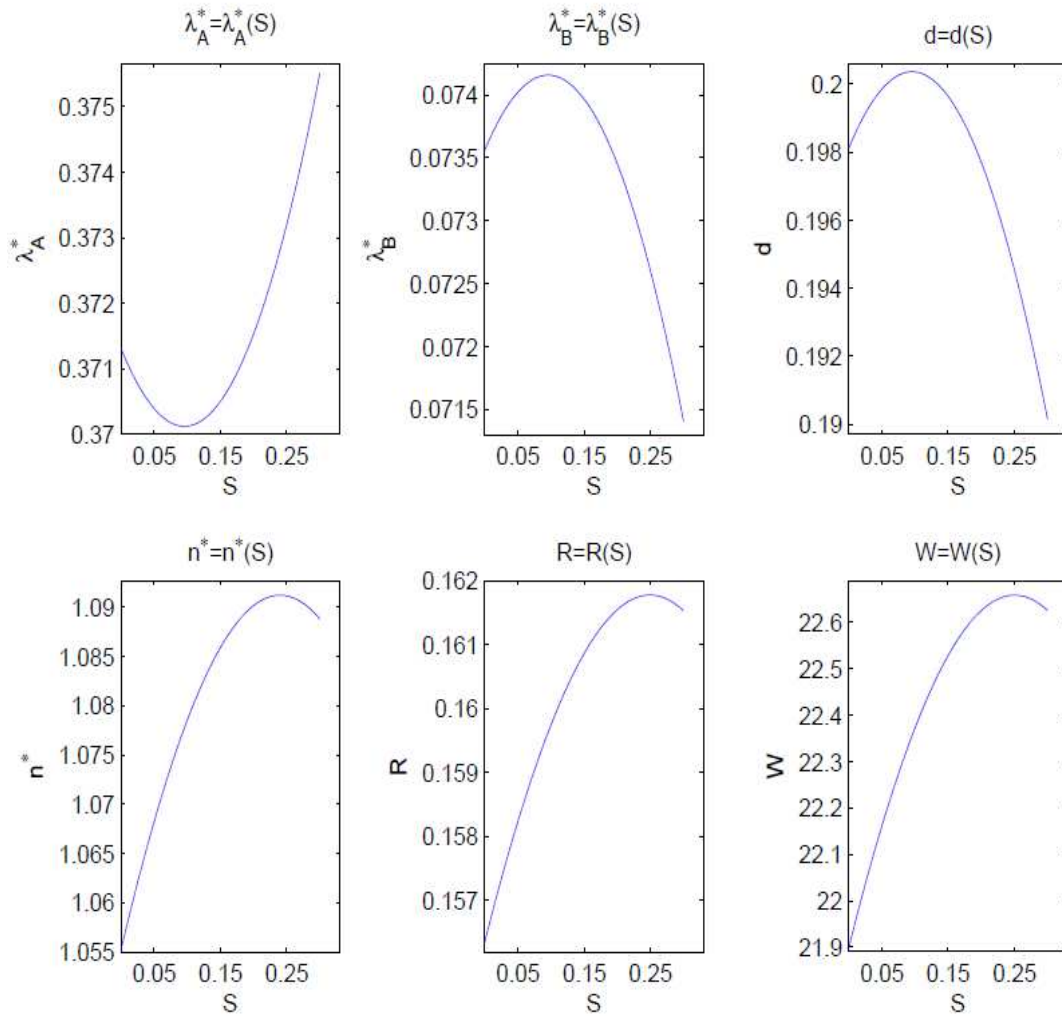 λ*A=λ*A(S)
0.375
0.374
0.373
0.372
0.371
0.37
λ*A
0.05 0.15 0.25
S
λ*B=λ*B(S)
0.074
0.0735
0.073
0.0725
0.072
0.0715
λ*B
0.05 0.15 0.25
S
d=d(S)
0.2
0.198
0.196
0.194
0.192
0.19
d
0.05 0.15 0.25
S
n*=n*(S)
1.09
1.085
1.08
1.075
1.07
1.065
1.06
1.055
n*
0.05 0.15 0.25
S
R=R(S)
0.162
0.161
0.16
0.159
0.158
0.157
R
0.05 0.15 0.25
S
W=W(S)
22.6
22.5
22.4
22.3
22.2
22.1
22
21.9
W
0.05 0.15 0.25
S